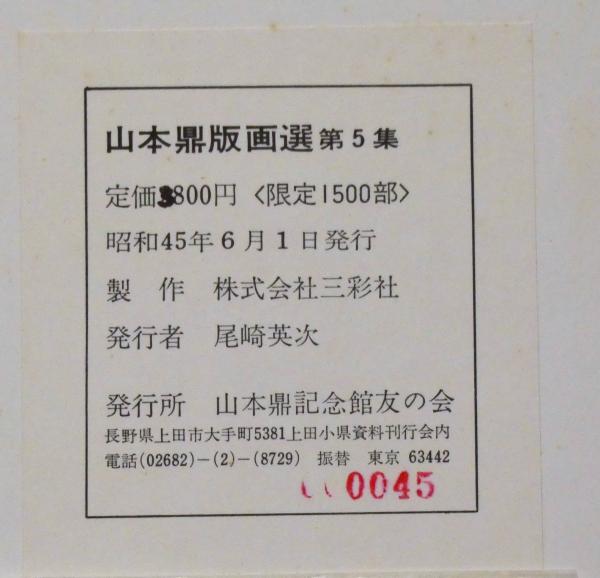 山本鼎版画選第5集
定価3800円〈限定1500部〉
昭和45年6月1日発行
製　作　株式会社三彩社
発行者　尾崎英次
発行所　山本鼎記念館友の会
長野県上田市大手町5381上田小県資料刊行会内
電話(02682)-(2)-(8729)　振替　東京 63442
0045